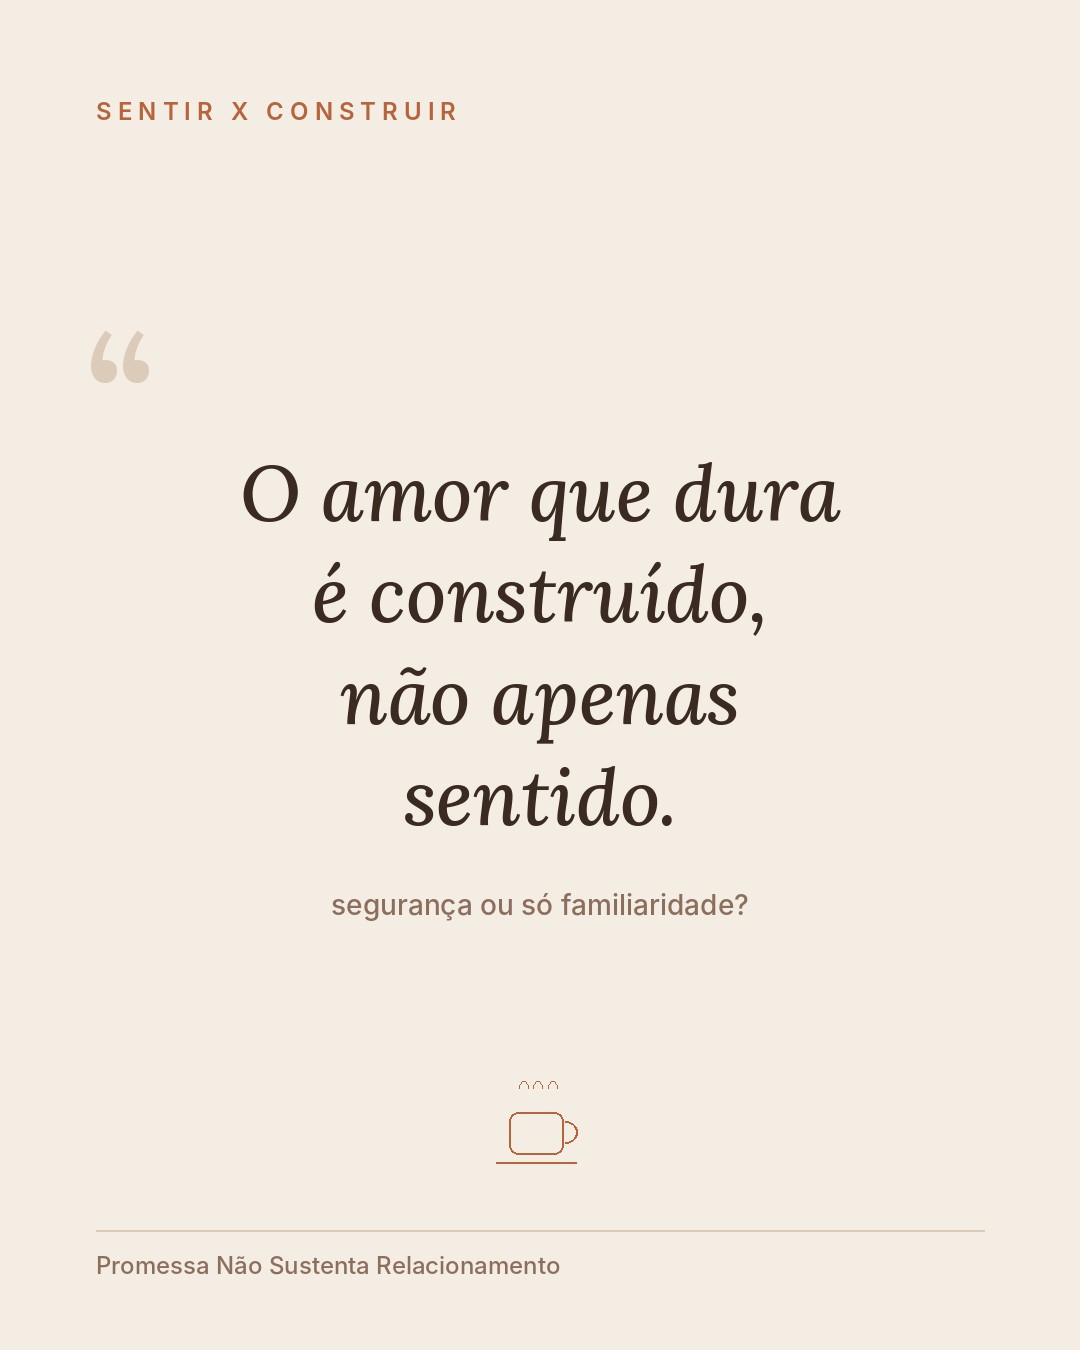 SENTIR X CONSTRUIR
“
O amor que dura
é construído,
não apenas
sentido.
segurança ou só familiaridade?
Promessa Não Sustenta Relacionamento